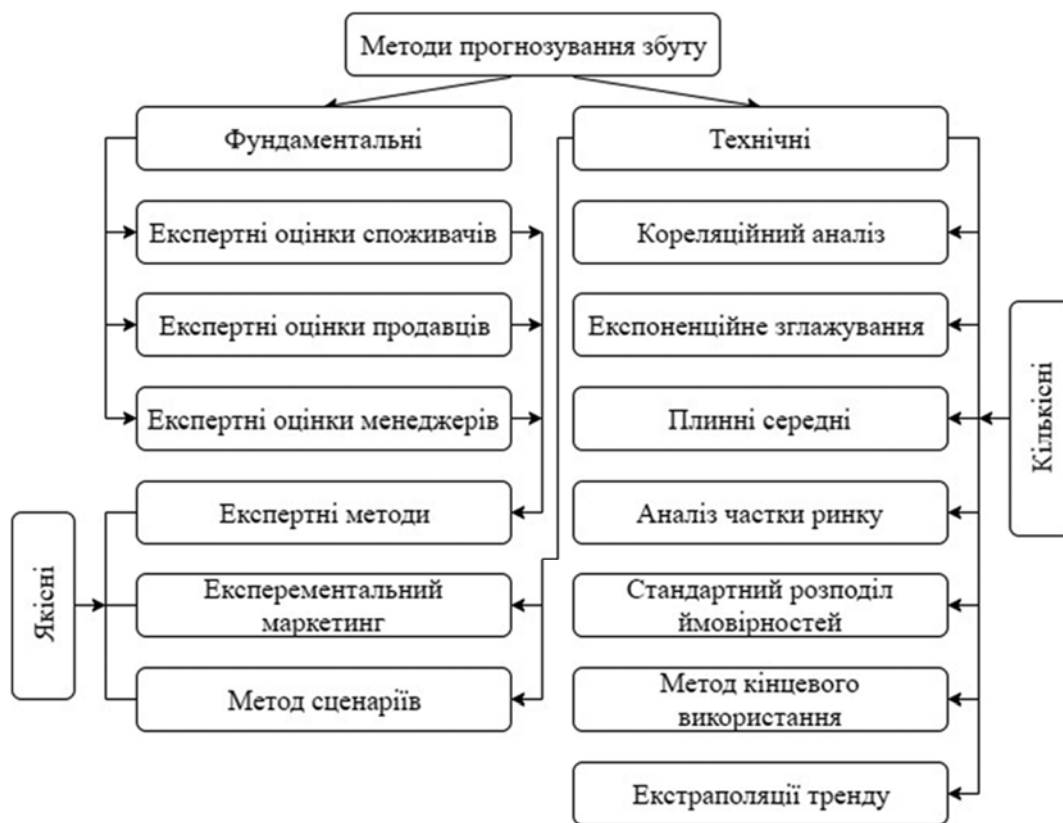 Методи прогнозування збуту
Фундаментальні
Технічні
Експертні оцінки споживачів
Кореляційний аналіз
Експертні оцінки продавців
Експоненційне зглажування
Експертні оцінки менеджерів
Плинні середні
Кількісні
Експертні методи
Аналіз частки ринку
Якісні
Експерементальний
маркетинг
Стандартний розподіл
ймовірностей
Метод сценаріїв
Метод кінцевого
використання
Екстраполяції тренду